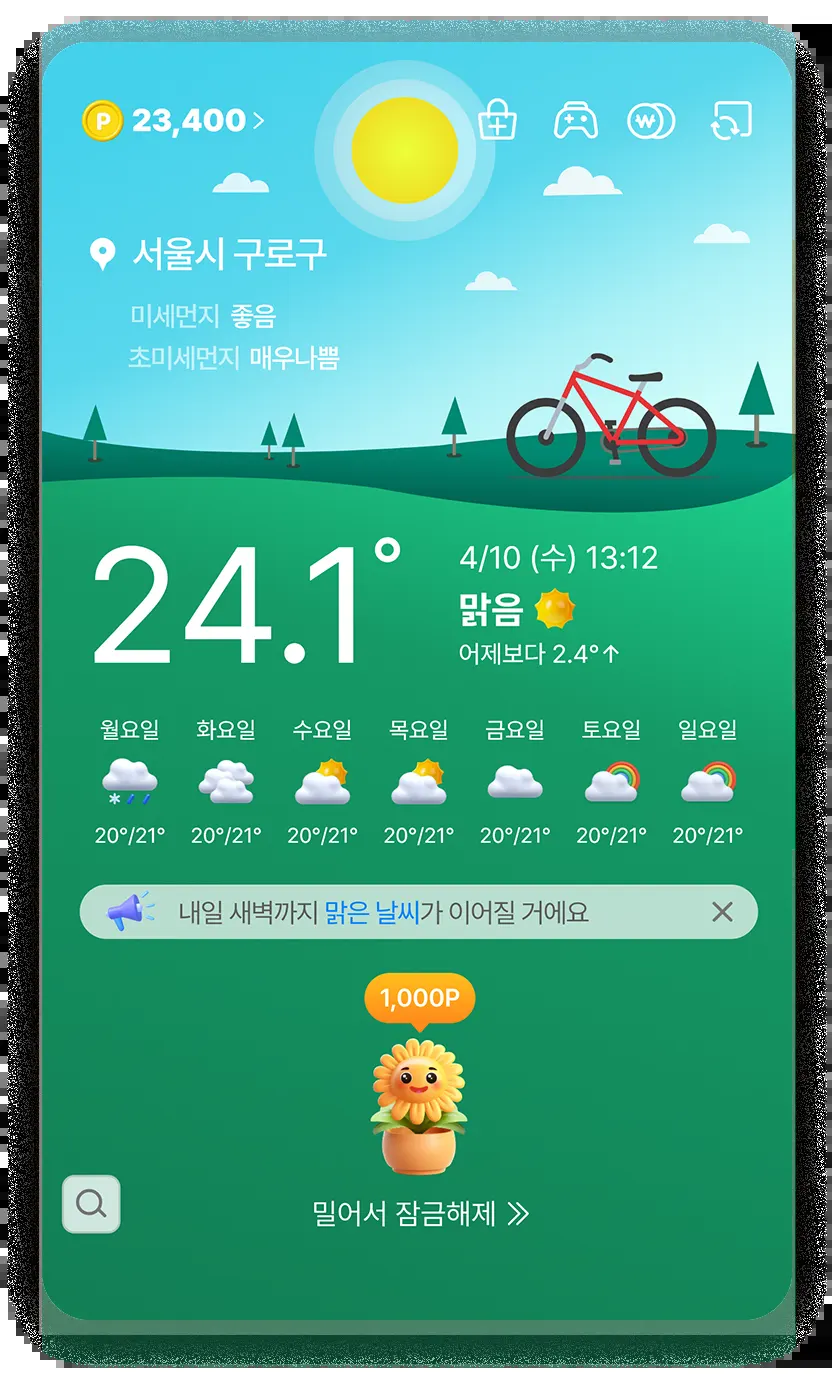 P 23,400 >
서울시 구로구
미세먼지 좋음
초미세먼지 매우나쁨
24.1°
4/10 (수) 13:12
맑음
어제보다 2.4°↑
월요일 화요일 수요일 목요일 금요일 토요일 일요일
20°/21° 20°/21° 20°/21° 20°/21° 20°/21° 20°/21° 20°/21°
내일 새벽까지 맑은 날씨가 이어질 거에요
1,000P
밀어서 잠금해제